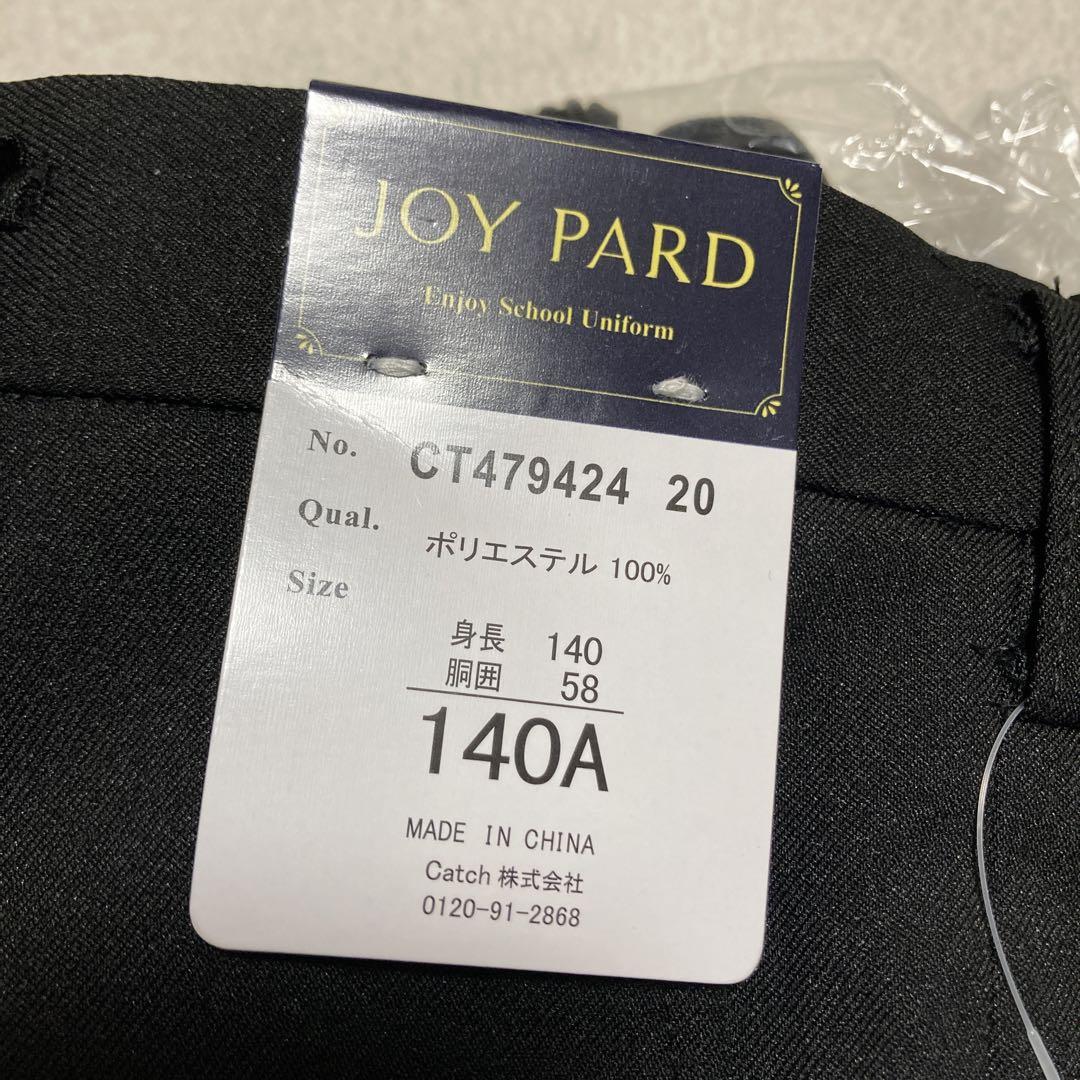 JOY PARD
Enjoy School Uniform
No. CT479424 20
Qual. ポリエステル 100%
Size
身長 140
胴囲 58
140A
MADE IN CHINA
Catch 株式会社
0120-91-2868